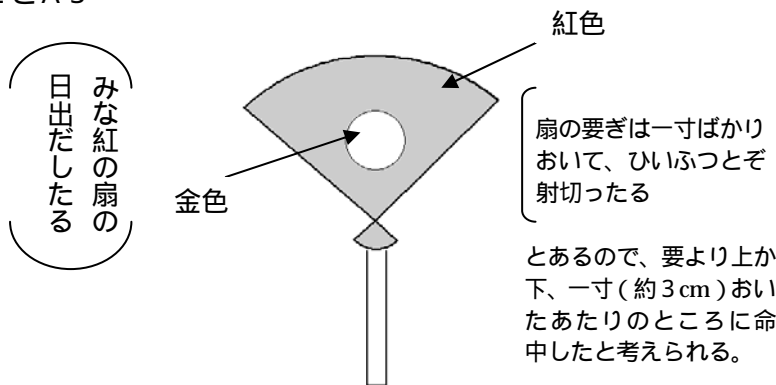 紅色
みな紅の扇の
日出だしたる
金色
扇の要ぎは一寸ばかり
おいて、ひいふつとぞ
射切ったる
とあるので、要より上か
下、一寸(約3cm)おい
たあたりのところに命
中したと考えられる。